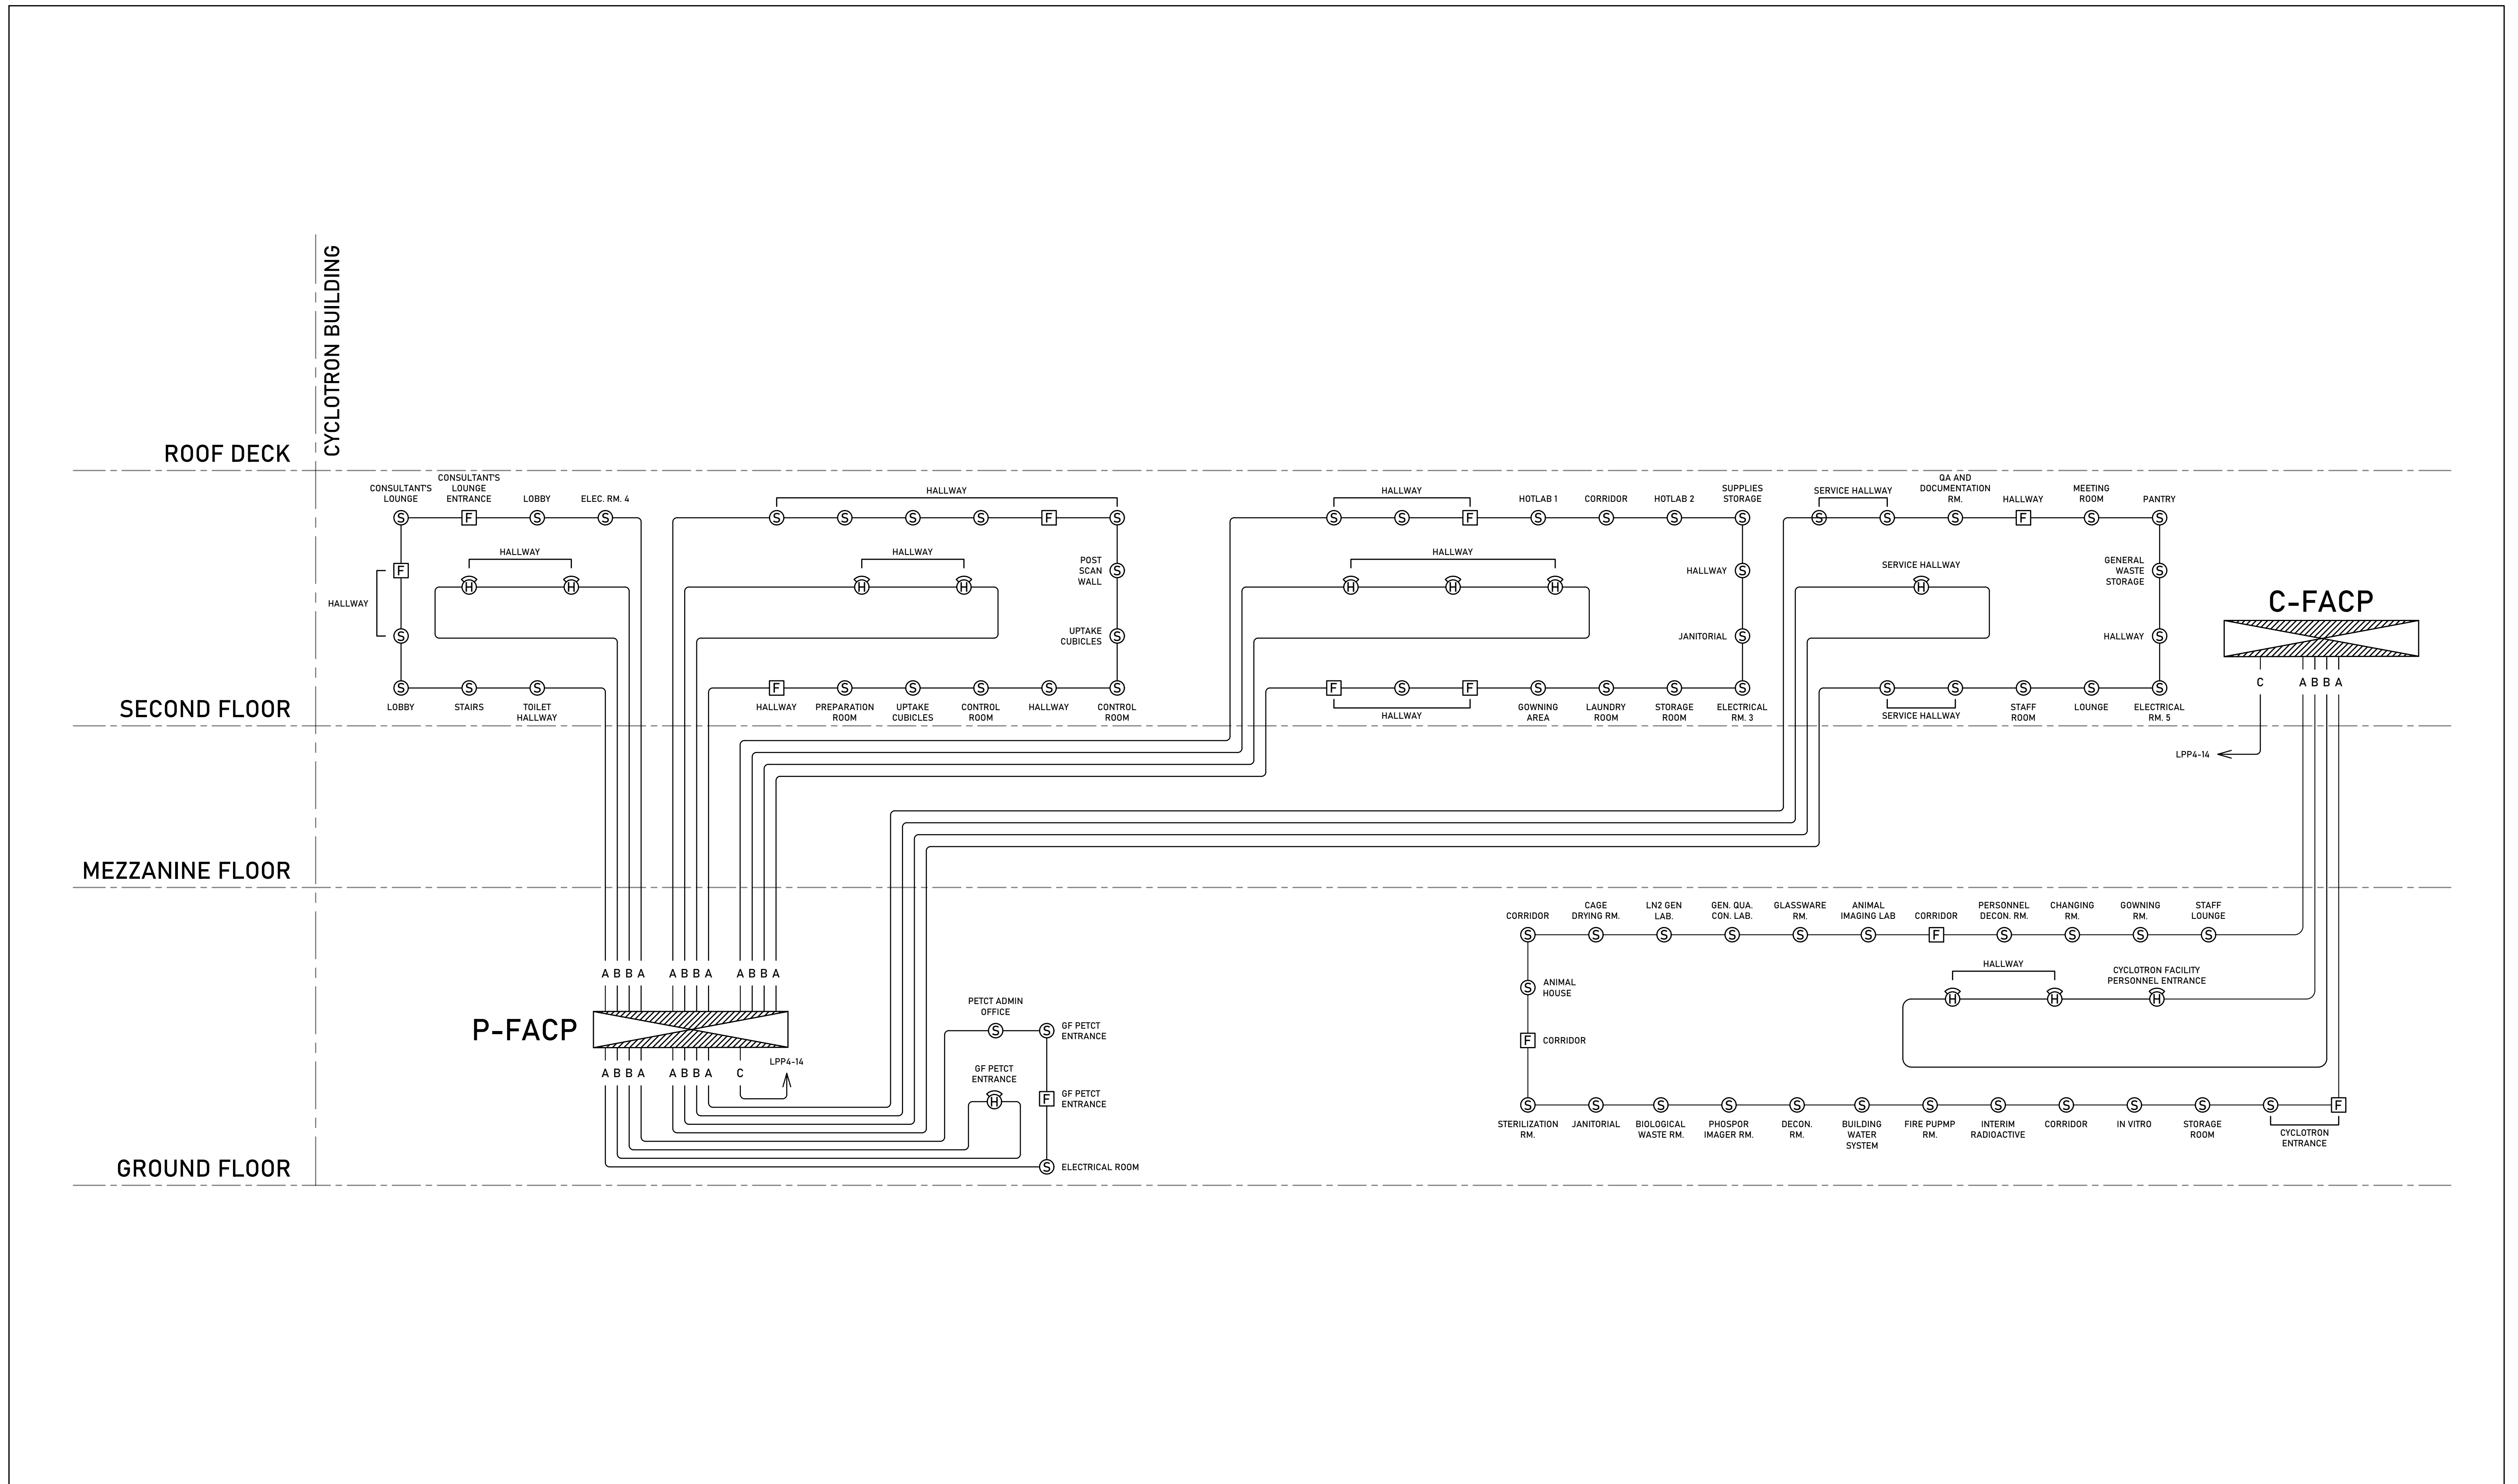 CYCLOTRON BUILDING
ROOF DECK
CONSULTANT'S
LOUNGE
CONSULTANT'S
LOUNGE
ENTRANCE
LOBBY
ELEC. RM. 4
S
F
S
S
HALLWAY
F
HALLWAY
H
H
S
S
S
S
LOBBY
STAIRS
TOILET
HALLWAY
HALLWAY
S
S
S
S
F
S
HALLWAY
H
H
POST
SCAN
WALL
S
UPTAKE
CUBICLES
S
F
S
S
S
S
S
HALLWAY
PREPARATION
ROOM
UPTAKE
CUBICLES
CONTROL
ROOM
HALLWAY
CONTROL
ROOM
HALLWAY
HOTLAB 1
CORRIDOR
HOTLAB 2
SUPPLIES
STORAGE
S
S
F
S
S
S
S
HALLWAY
H
H
H
HALLWAY
S
JANITORIAL
S
F
S
F
S
S
S
S
HALLWAY
GOWNING
AREA
LAUNDRY
ROOM
STORAGE
ROOM
ELECTRICAL
RM. 3
SERVICE HALLWAY
QA AND
DOCUMENTATION
RM.
HALLWAY
MEETING
ROOM
PANTRY
S
S
S
F
S
S
SERVICE HALLWAY
H
GENERAL
WASTE
STORAGE
S
HALLWAY
S
S
S
S
S
S
SERVICE HALLWAY
STAFF
ROOM
LOUNGE
ELECTRICAL
RM. 5
C-FACP
C
A B B A
LPP4-14
SECOND FLOOR
MEZZANINE FLOOR
A B B A
A B B A
A B B A
P-FACP
A B B A
A B B A
C
LPP4-14
PETCT ADMIN
OFFICE
S
S
GF PETCT
ENTRANCE
GF PETCT
ENTRANCE
H
F
GF PETCT
ENTRANCE
S
ELECTRICAL ROOM
CORRIDOR
CAGE
DRYING RM.
LN2 GEN
LAB.
GEN. QUA.
CON. LAB.
GLASSWARE
RM.
ANIMAL
IMAGING LAB
CORRIDOR
PERSONNEL
DECON. RM.
CHANGING
RM.
GOWNING
RM.
STAFF
LOUNGE
S
S
S
S
S
S
F
S
S
S
S
S
ANIMAL
HOUSE
HALLWAY
CYCLOTRON FACILITY
PERSONNEL ENTRANCE
H
H
H
F
CORRIDOR
S
S
S
S
S
S
S
S
S
S
S
S
F
STERILIZATION
RM.
JANITORIAL
BIOLOGICAL
WASTE RM.
PHOSPOR
IMAGER RM.
DECON.
RM.
BUILDING
WATER
SYSTEM
FIRE PUPMP
RM.
INTERIM
RADIOACTIVE
CORRIDOR
IN VITRO
STORAGE
ROOM
CYCLOTRON
ENTRANCE
GROUND FLOOR